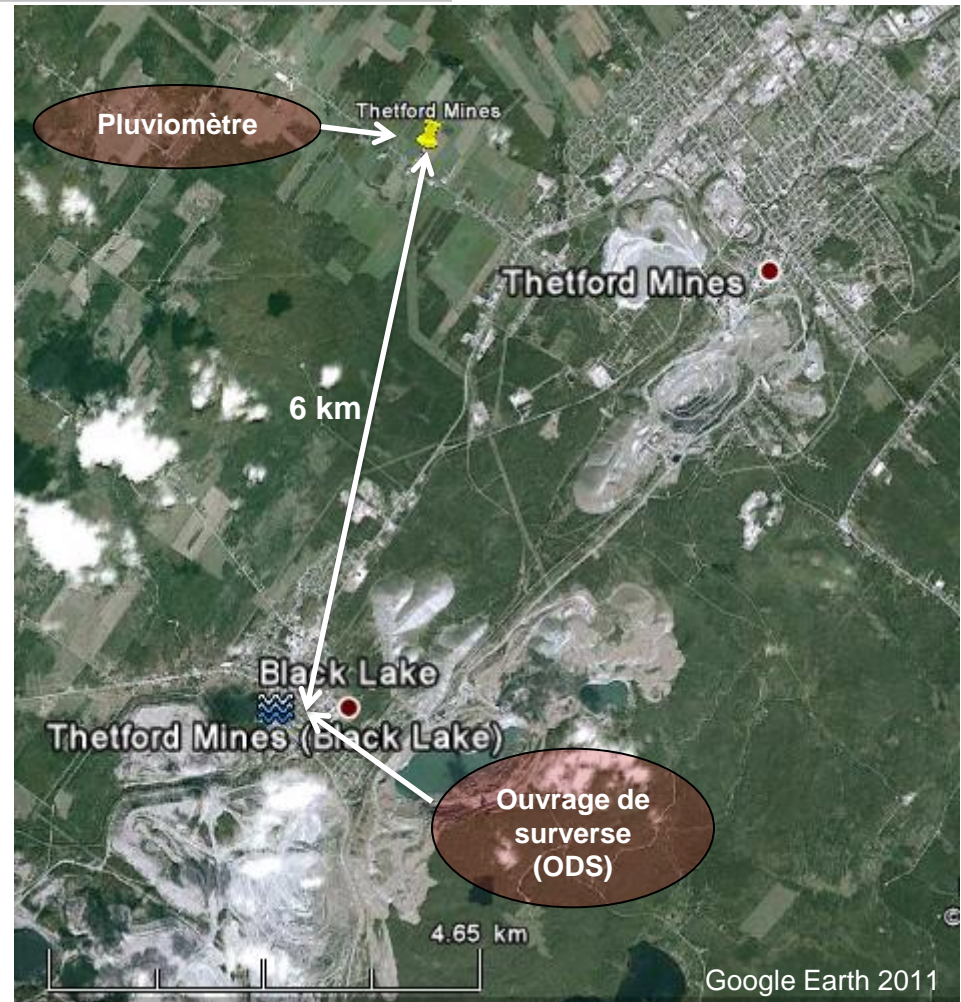 Pluviomètre
Thetford Mines
Thetford Mines
6 km
Black Lake
Thetford Mines (Black Lake)
Ouvrage de
surverse
(ODS)
4.65 km
©
Google Earth 2011